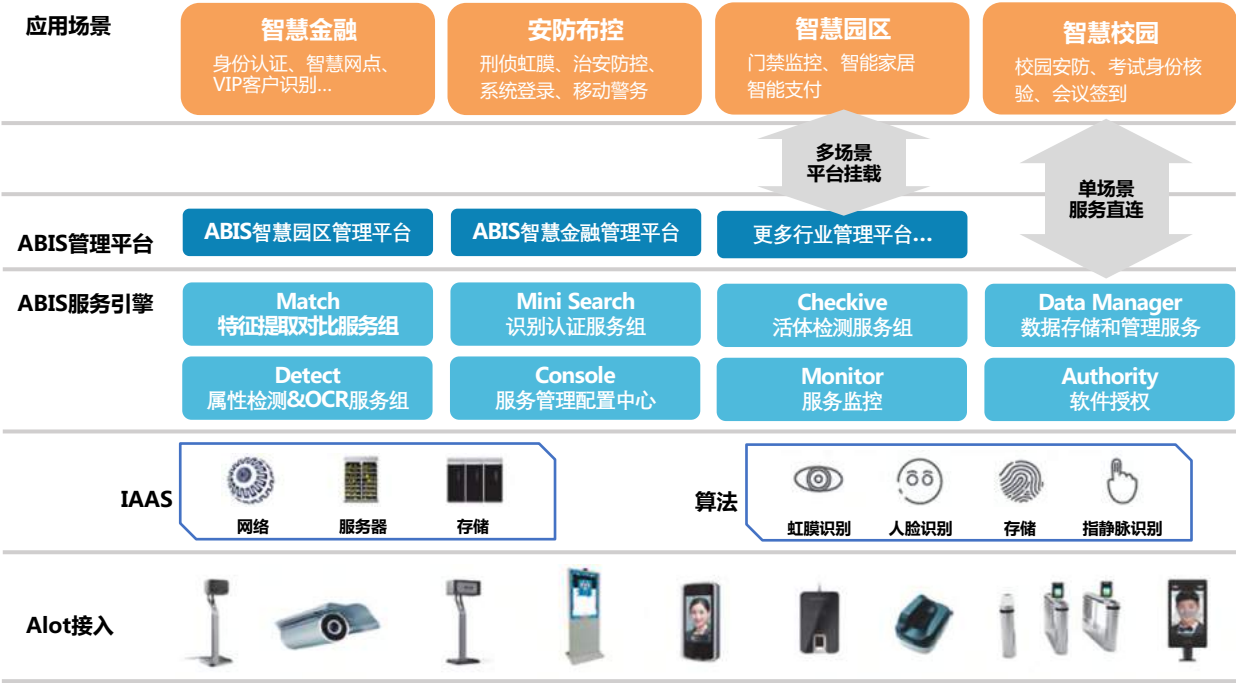 应用场景
智慧金融
身份认证、智慧网点、
VIP客户识别...
安防布控
刑侦虹膜、治安防控、
系统登录、移动警务
智慧园区
门禁监控、智能家居
智能支付
智慧校园
校园安防、考试身份核
验、会议签到
多场景
平台挂载
单场景
服务直连
ABIS管理平台
ABIS智慧园区管理平台
ABIS智慧金融管理平台
更多行业管理平台...
ABIS服务引擎
Match
特征提取对比服务组
Mini Search
识别认证服务组
Checkive
活体检测服务组
Data Manager
数据存储和管理服务
Detect
属性检测&OCR服务组
Console
服务管理配置中心
Monitor
服务监控
Authority
软件授权
IAAS
网络
服务器
存储
算法
虹膜识别
人脸识别
存储
指静脉识别
Alot接入